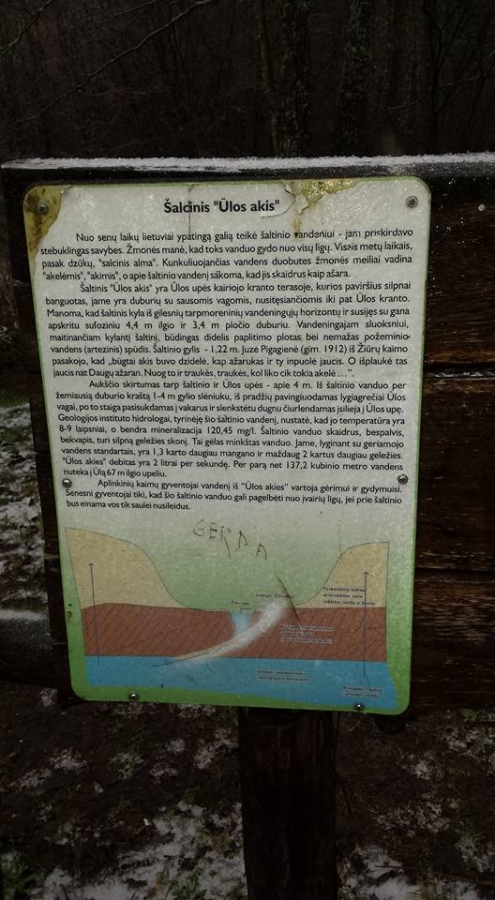 Šalcinis "Ūlos akis"
Nuo senų laikų lietuviai ypatingą galią teikė šaltinio vandeniui - jam priskirdavo
stebuklingas savybes. Žmonės manė, kad toks vanduo gydo nuo visų ligų. Visais metų laikais,
pasak dzūkų, "salcinis alma". Kunkuliuojančias vandens duobutes žmonės meiliai vadina
"akelėmis", "akimis", o apie šaltinio vandenį sakoma, kad jis skaidrus kaip ašara.
Šaltinis "Ūlos akis" yra Ūlos upės kairiojo kranto terasoje, kurios paviršius silpnai
banguotas, jame yra duburių su sausomis vagomis, nusitęsiančiomis iki pat Ūlos kranto.
Manoma, kad šaltinis kyla iš gilesnių tarpmoreninių vandeningųjų horizontų ir susijęs su gana
apskritu sufoziniu 4,4 m ilgio ir 3,4 m pločio duburiu. Vandeningajam sluoksniui,
maitinančiam kylantį šaltinį, būdingas didelis paplitimo plotas bei nemažas požeminio
vandens (artezinis) spūdis. Šaltinio gylis - 1,22 m. Juzė Pigagienė (gim. 1912) iš Žiūrų kaimo
pasakojo, kad „būgtai akis buvo dzidelė, kap ažarukas ir ty inpuolė jaucis. O išplaukė tas
jaucis nat Daugų ažaran. Nuog to ir traukės, traukės, kol liko cik tokia akelė…".
Aukščio skirtumas tarp šaltinio ir Ūlos upės - apie 4 m. Iš šaltinio vanduo per
žemiausią duburio kraštą 1-4 m gylio slėniuku, iš pradžių pavingiuodamas lygiagrečiai Ūlos
vagai, po to staiga pasisukdamas į vakarus ir slenkstėtu dugnu čiurlendamas įsilieja į Ūlos upę.
Geologijos instituto hidrologai, tyrinėję šio šaltinio vandenį, nustatė, kad jo temperatūra yra
8-9 laipsniai, o bendra mineralizacija 120,45 mg/l. Šaltinio vanduo skaidrus, bespalvis,
bekvapis, turi silpną geležies skonį. Tai gėlas minkštas vanduo. Jame, lyginant su geriamojo
vandens standartais, yra 1,3 karto daugiau mangano ir maždaug 2 kartus daugiau geležies.
"Ūlos akies" debitas yra 2 litrai per sekundę. Per parą net 137,2 kubinio metro vandens
nuteka į Ūlą 67 m ilgio upeliu.
Aplinkinių kaimų gyventojai vandenį iš "Ūlos akies" vartoja gėrimui ir gydymuisi.
Senesni gyventojai tiki, kad šio šaltinio vanduo gali pagelbėti nuo įvairių ligų, jei prie šaltinio
bus einama vos tik saulei nusileidus.
GERDA